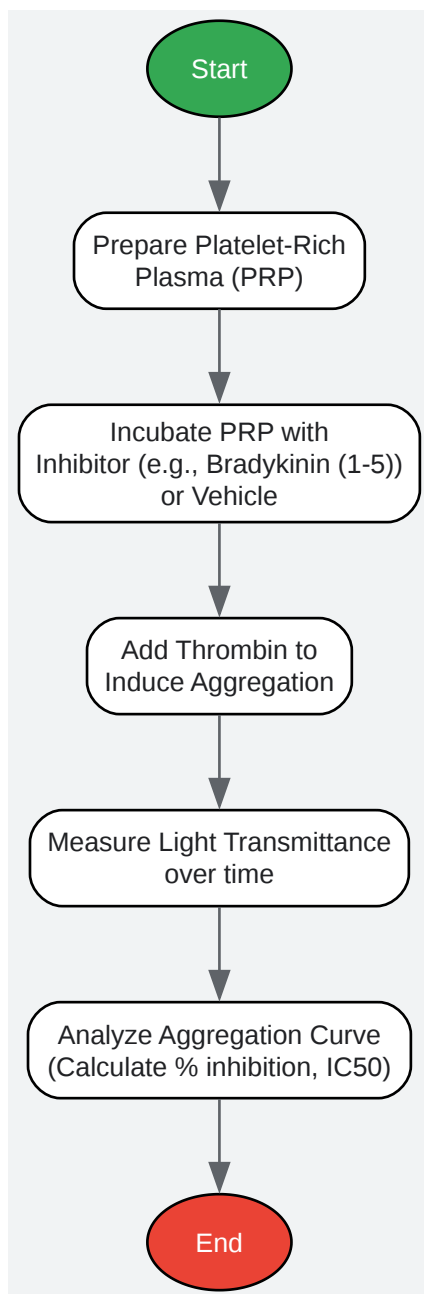 Start
Prepare Platelet-Rich
Plasma (PRP)
Incubate PRP with
Inhibitor (e.g., Bradykinin (1-5))
or Vehicle
Add Thrombin to
Induce Aggregation
Measure Light Transmittance
over time
Analyze Aggregation Curve
(Calculate % inhibition, IC50)
End